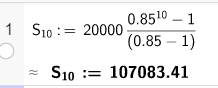 1 S₁₀ := 20000 (0.85¹⁰ − 1) / (0.85 − 1)
≈ S₁₀ := 107083.41